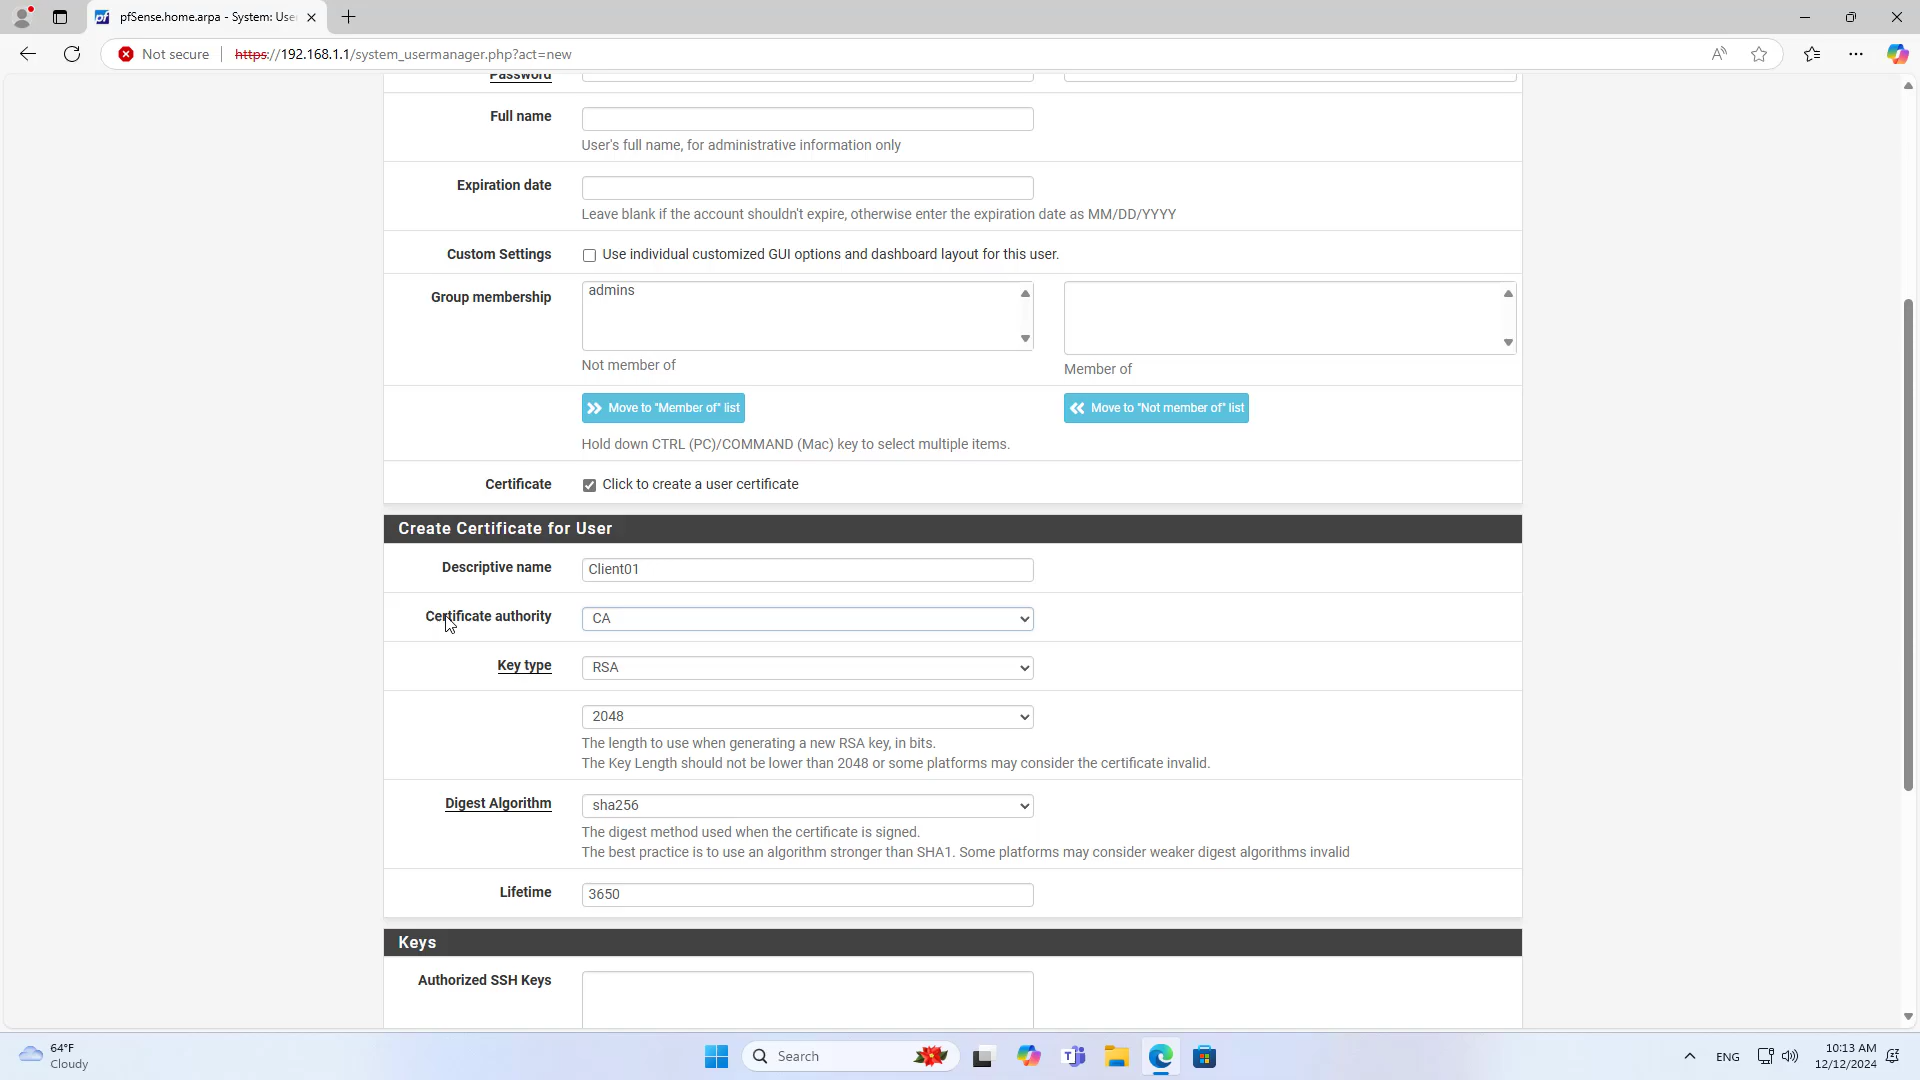 pfSense.home.arpa - System: Use
Not secure
https://192.168.1.1/system_usermanager.php?act=new
Password
Full name
User's full name, for administrative information only
Expiration date
Leave blank if the account shouldn't expire, otherwise enter the expiration date as MM/DD/YYYY
Custom Settings
Use individual customized GUI options and dashboard layout for this user.
Group membership
admins
Not member of
Member of
Move to "Member of" list
Move to "Not member of" list
Hold down CTRL (PC)/COMMAND (Mac) key to select multiple items.
Certificate
Click to create a user certificate
Create Certificate for User
Descriptive name
Client01
Certificate authority
CA
Key type
RSA
2048
The length to use when generating a new RSA key, in bits.
The Key Length should not be lower than 2048 or some platforms may consider the certificate invalid.
Digest Algorithm
sha256
The digest method used when the certificate is signed.
The best practice is to use an algorithm stronger than SHA1. Some platforms may consider weaker digest algorithms invalid
Lifetime
3650
Keys
Authorized SSH Keys
64°F
Cloudy
Search
ENG
10:13 AM
12/12/2024